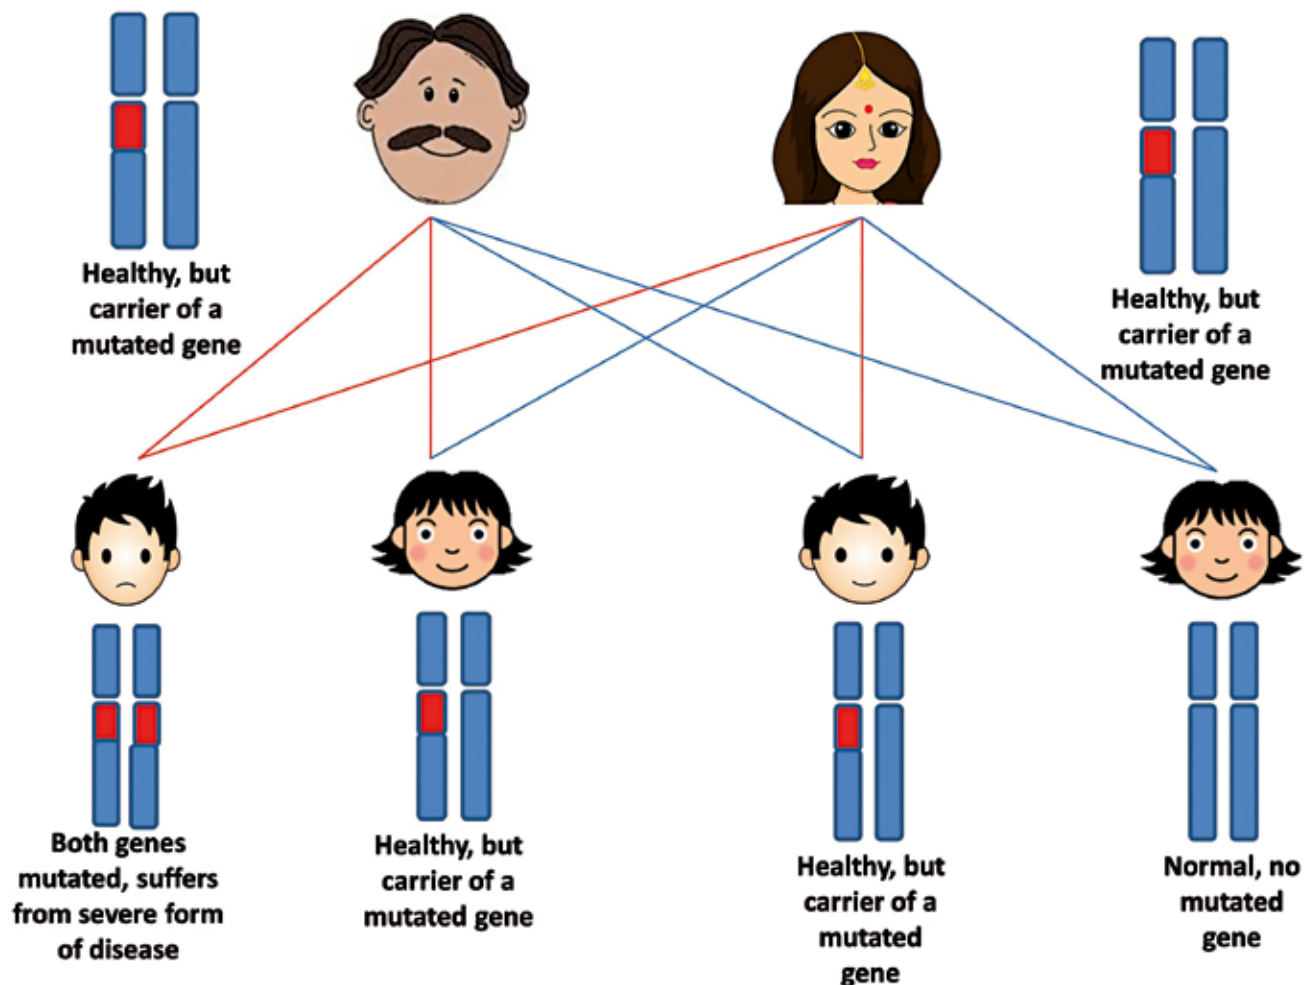 Healthy, but
carrier of a
mutated gene
Healthy, but
carrier of a
mutated gene
Both genes
mutated, suffers
from severe form
of disease
Healthy, but
carrier of a
mutated gene
Healthy, but
carrier of a
mutated
gene
Normal, no
mutated
gene